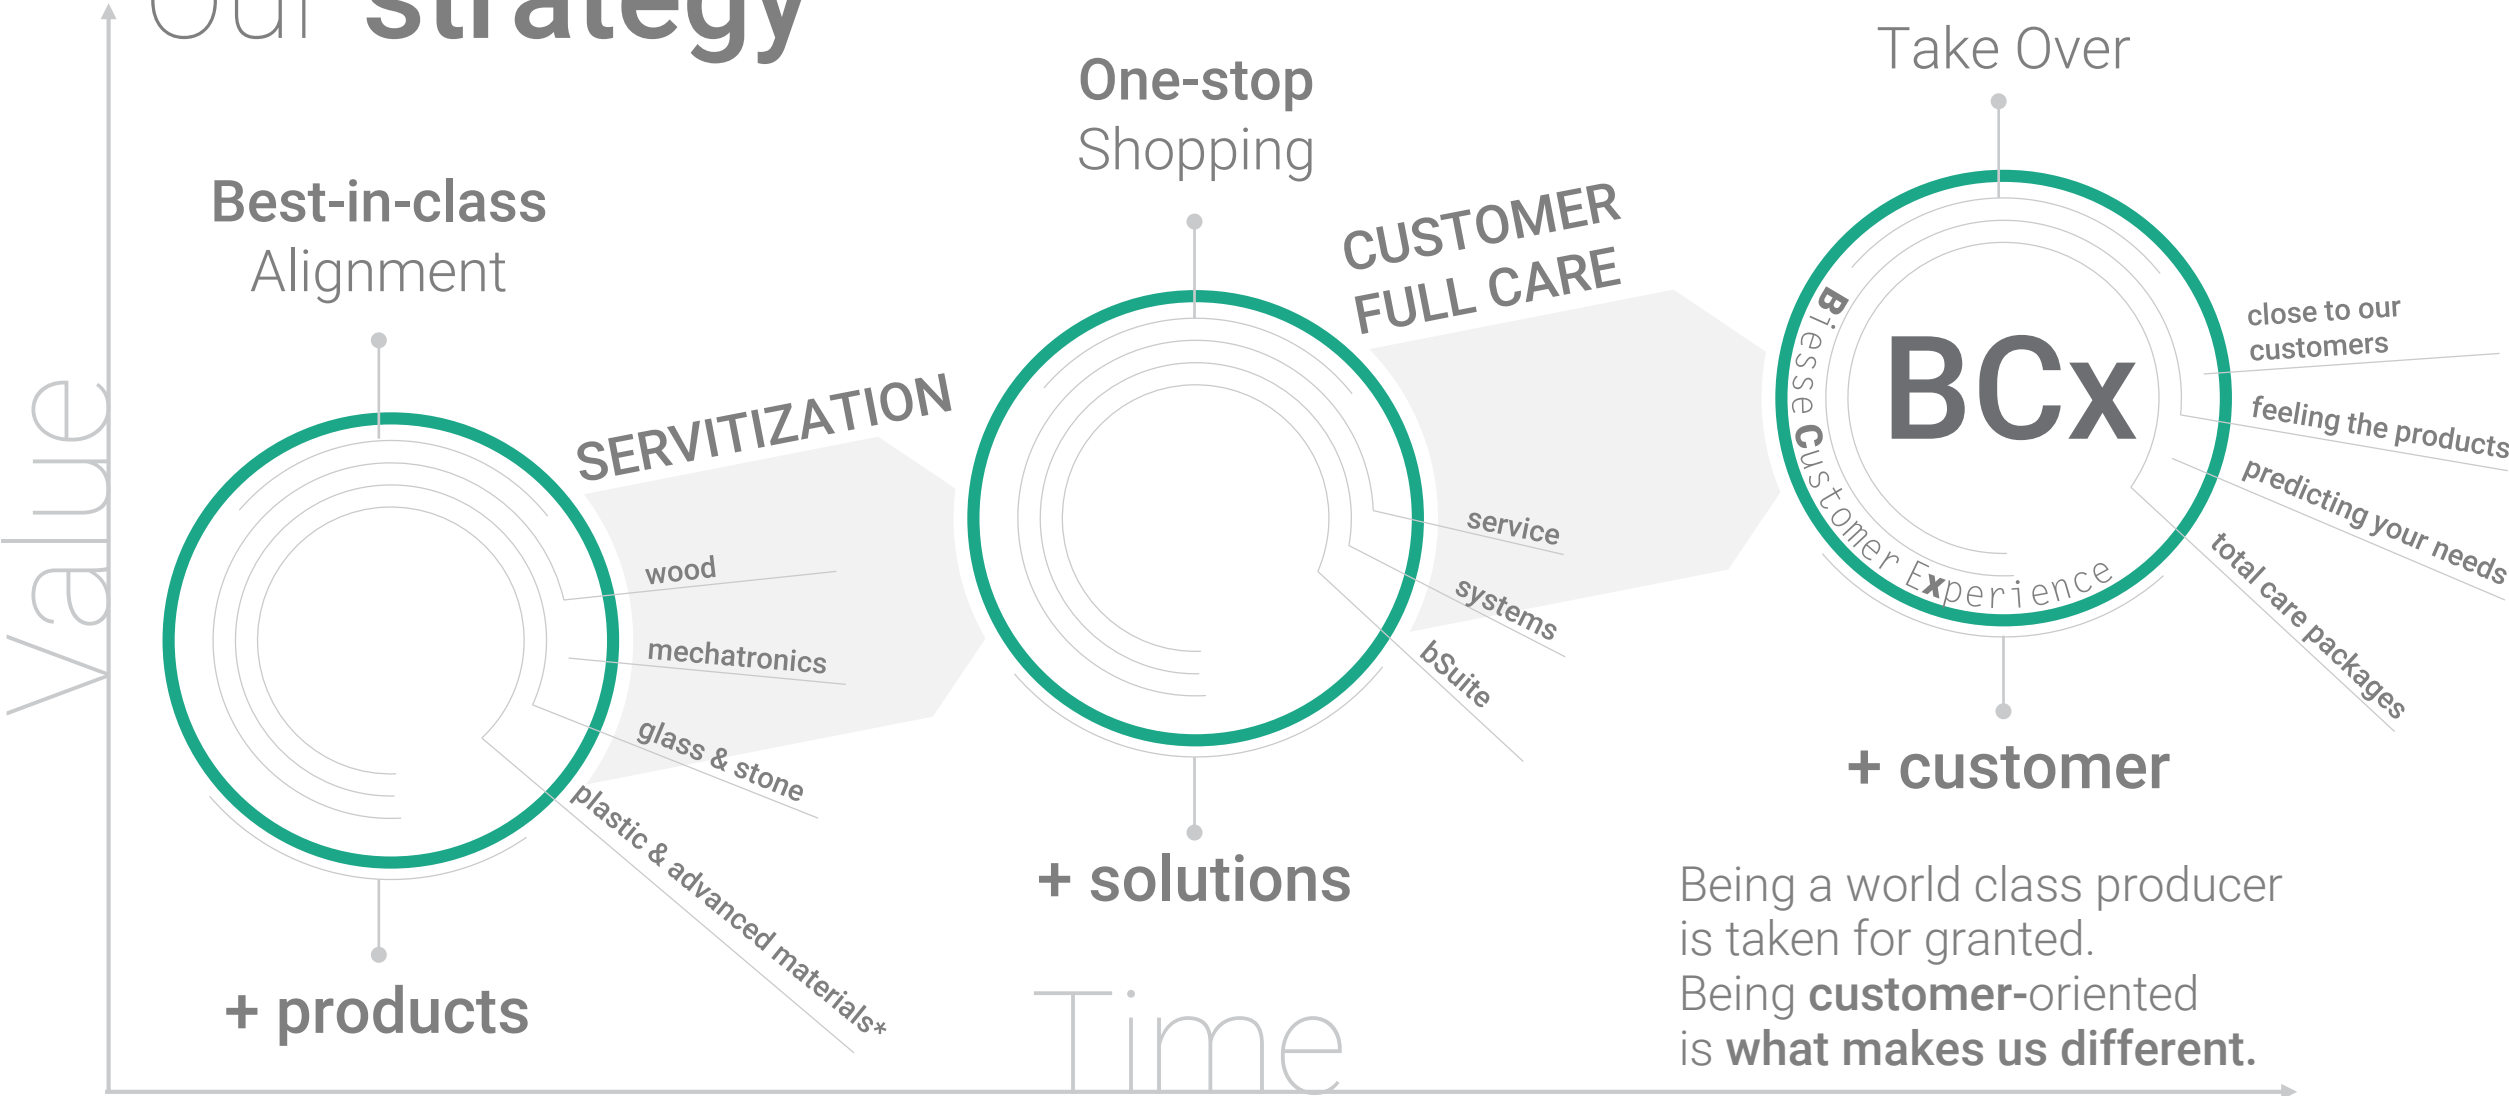 Our strategy
Value
Best-in-class
Alignment
wood
mechatronics
glass & stone
plastic & advanced materials*
+ products
SERVITIZATION
One-stop
Shopping
service
systems
bSuite
+ solutions
CUSTOMER
FULL CARE
Take Over
BCx
Biesse Customer Experience
close to our
customers
feeling the products
predicting your needs
total care packages
+ customer
Being a world class producer
is taken for granted.
Being customer-oriented
is what makes us different.
Time